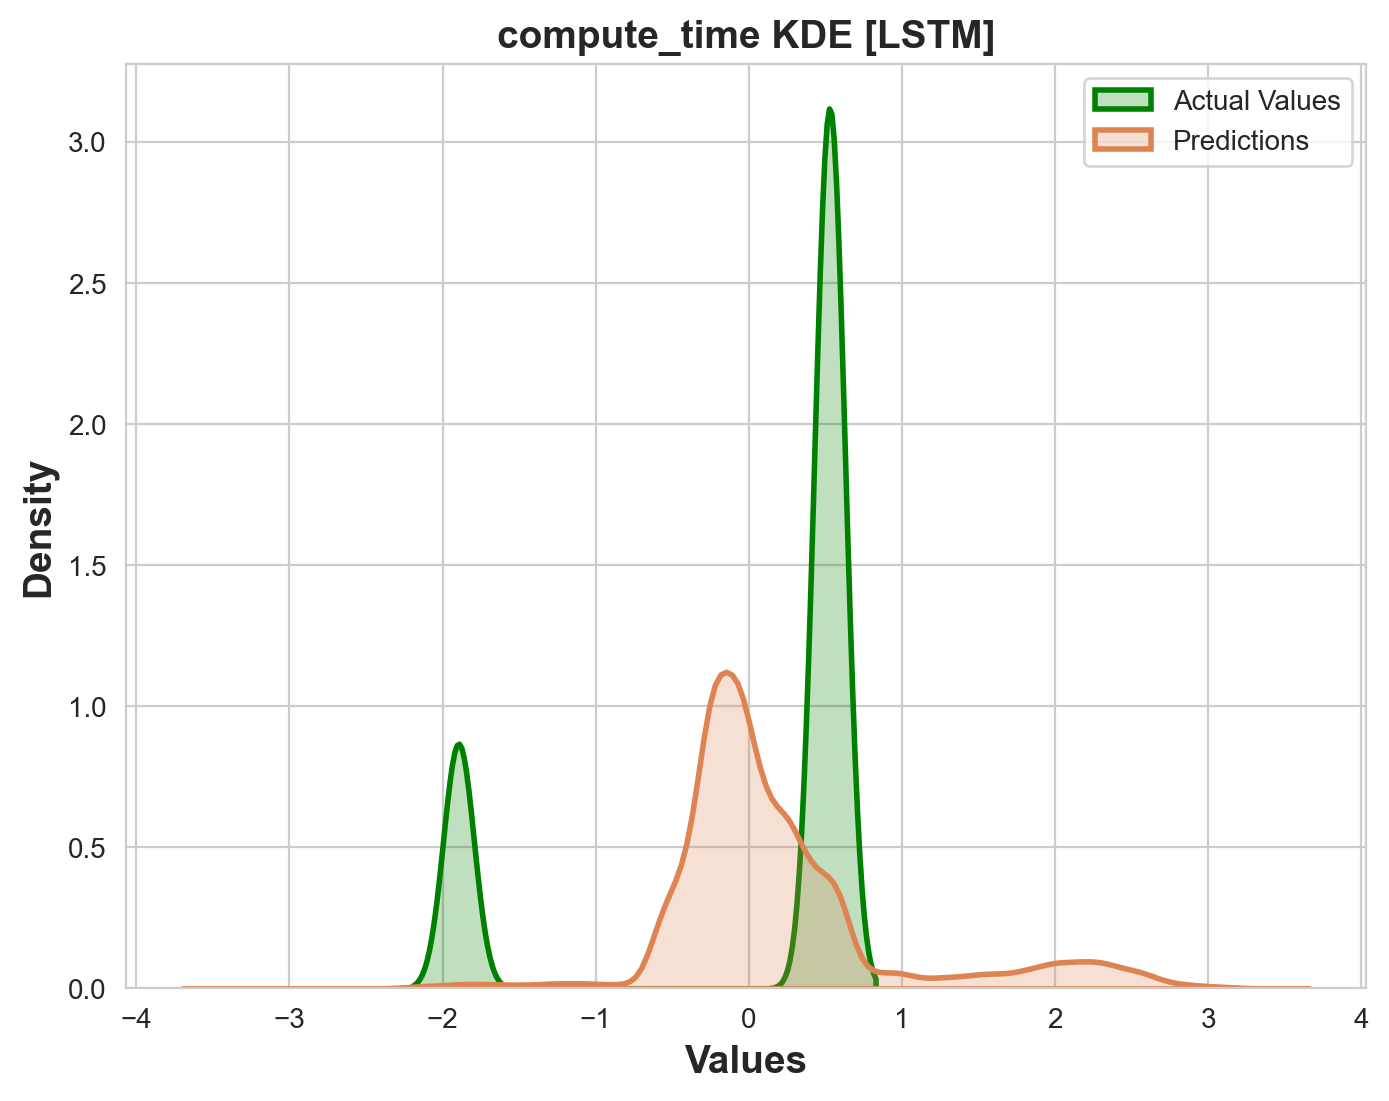 compute_time KDE [LSTM]
Actual Values
Predictions
Density
3.0
2.5
2.0
1.5
1.0
0.5
0.0
−4 −3 −2 −1 0 1 2 3 4
Values